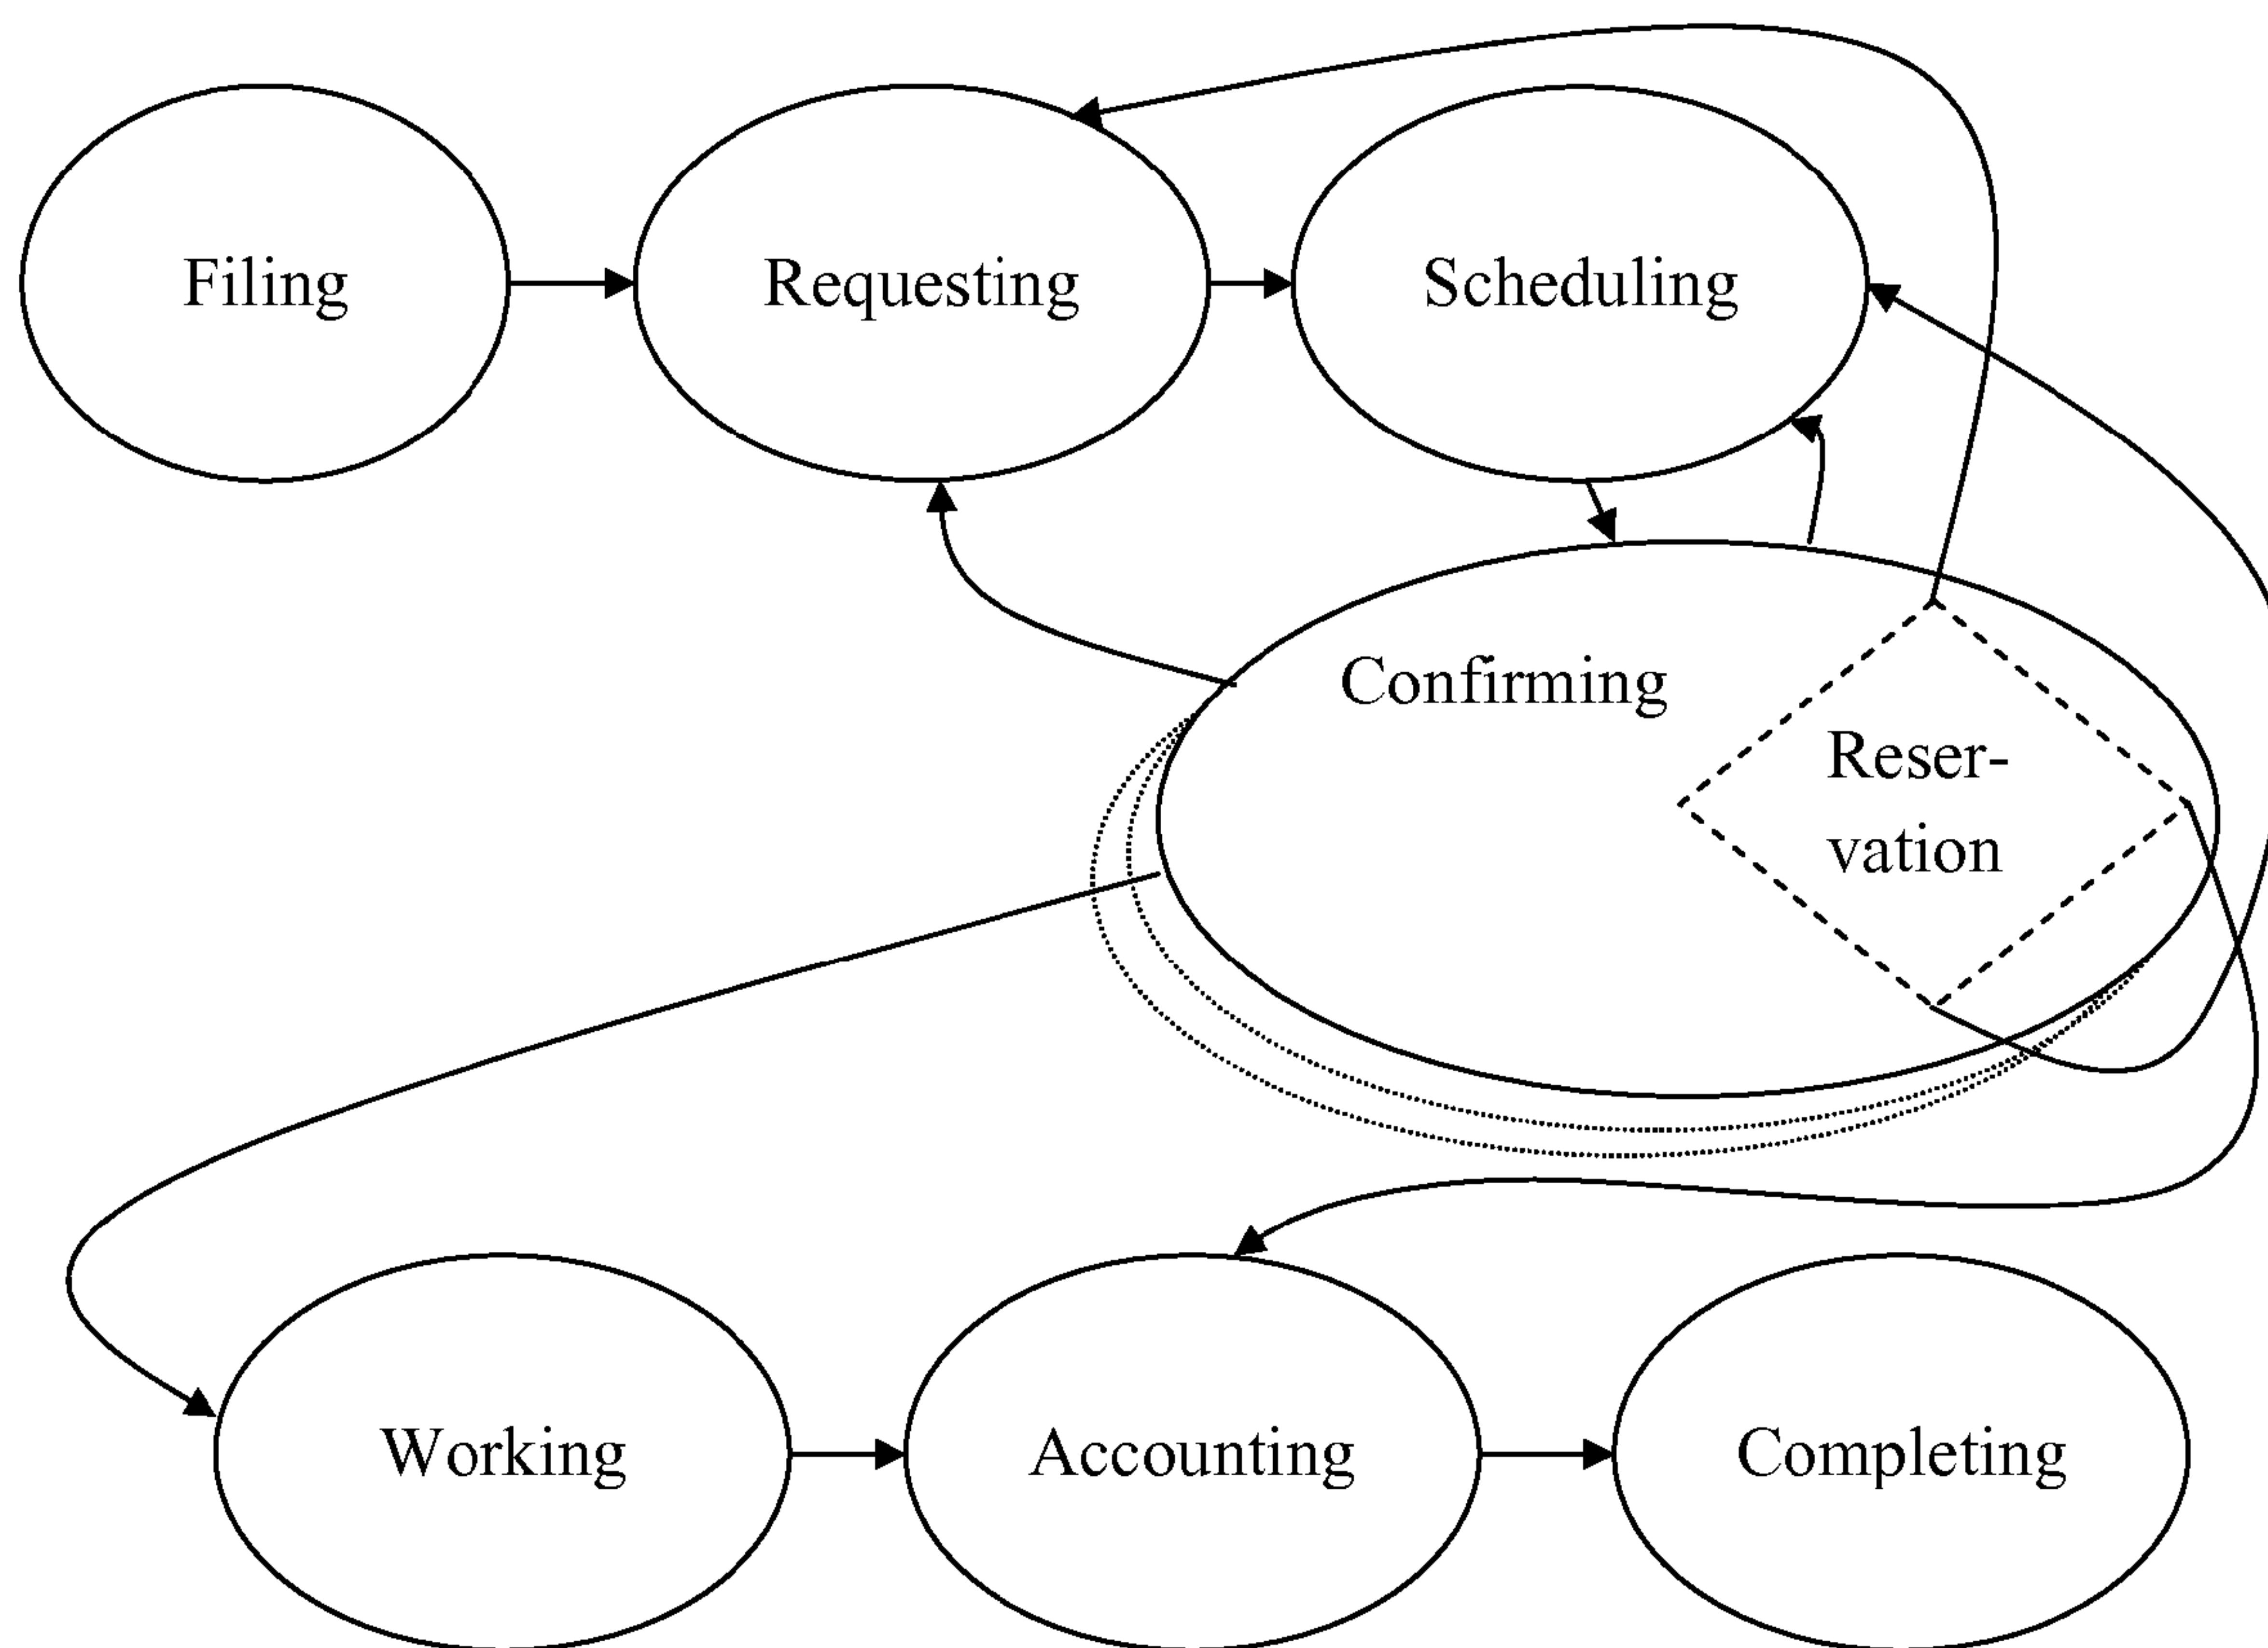 Filing
Requesting
Scheduling
Confirming
Reser-
vation
Working
Accounting
Completing